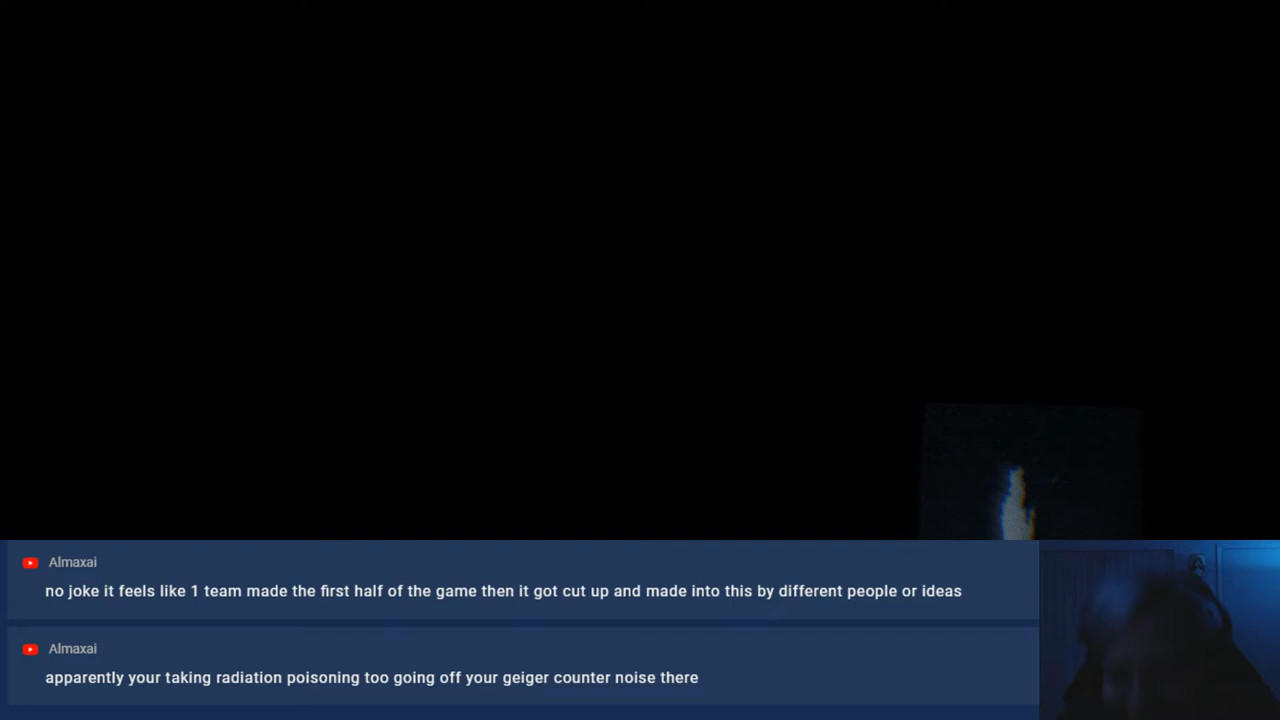 Almaxai
no joke it feels like 1 team made the first half of the game then it got cut up and made into this by different people or ideas
Almaxai
apparently your taking radiation poisoning too going off your geiger counter noise there